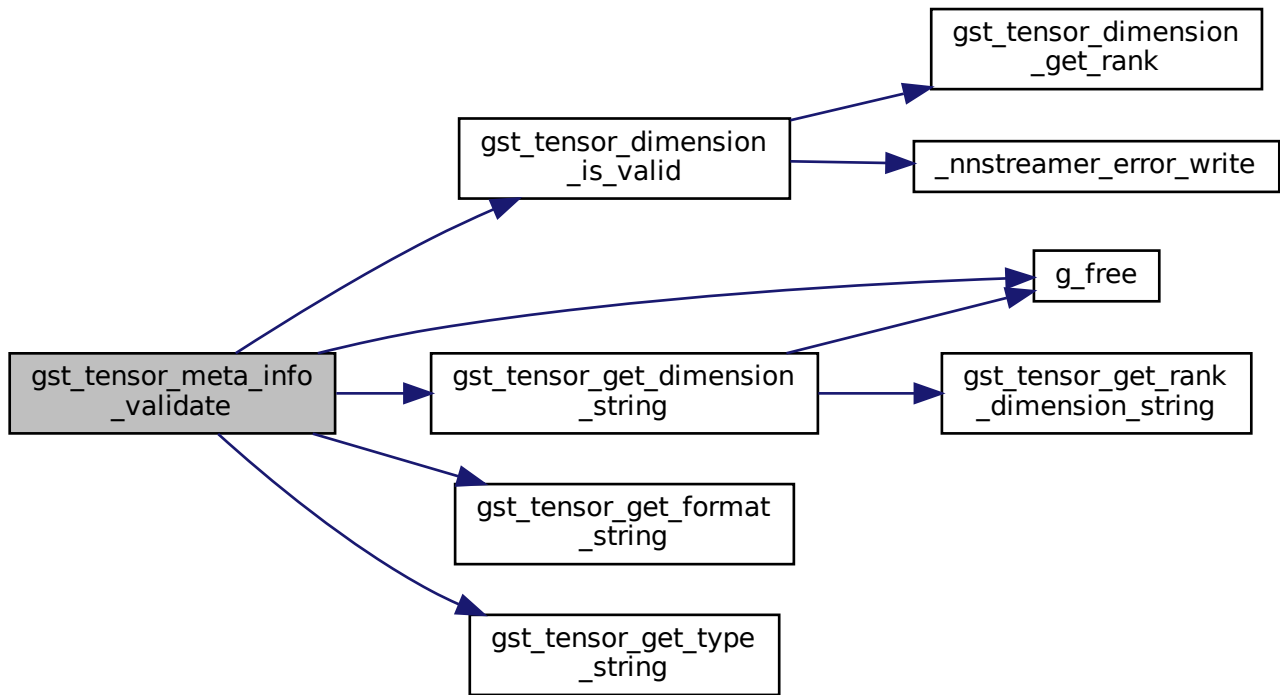 gst_tensor_dimension
_get_rank
gst_tensor_dimension
_is_valid
_nnstreamer_error_write
g_free
gst_tensor_meta_info
_validate
gst_tensor_get_dimension
_string
gst_tensor_get_rank
_dimension_string
gst_tensor_get_format
_string
gst_tensor_get_type
_string